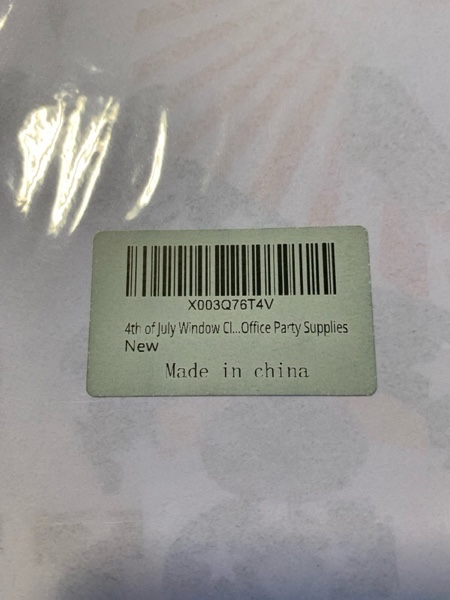 X003Q76T4V
4th of July Window Cl...Office Party Supplies
New
Made in china